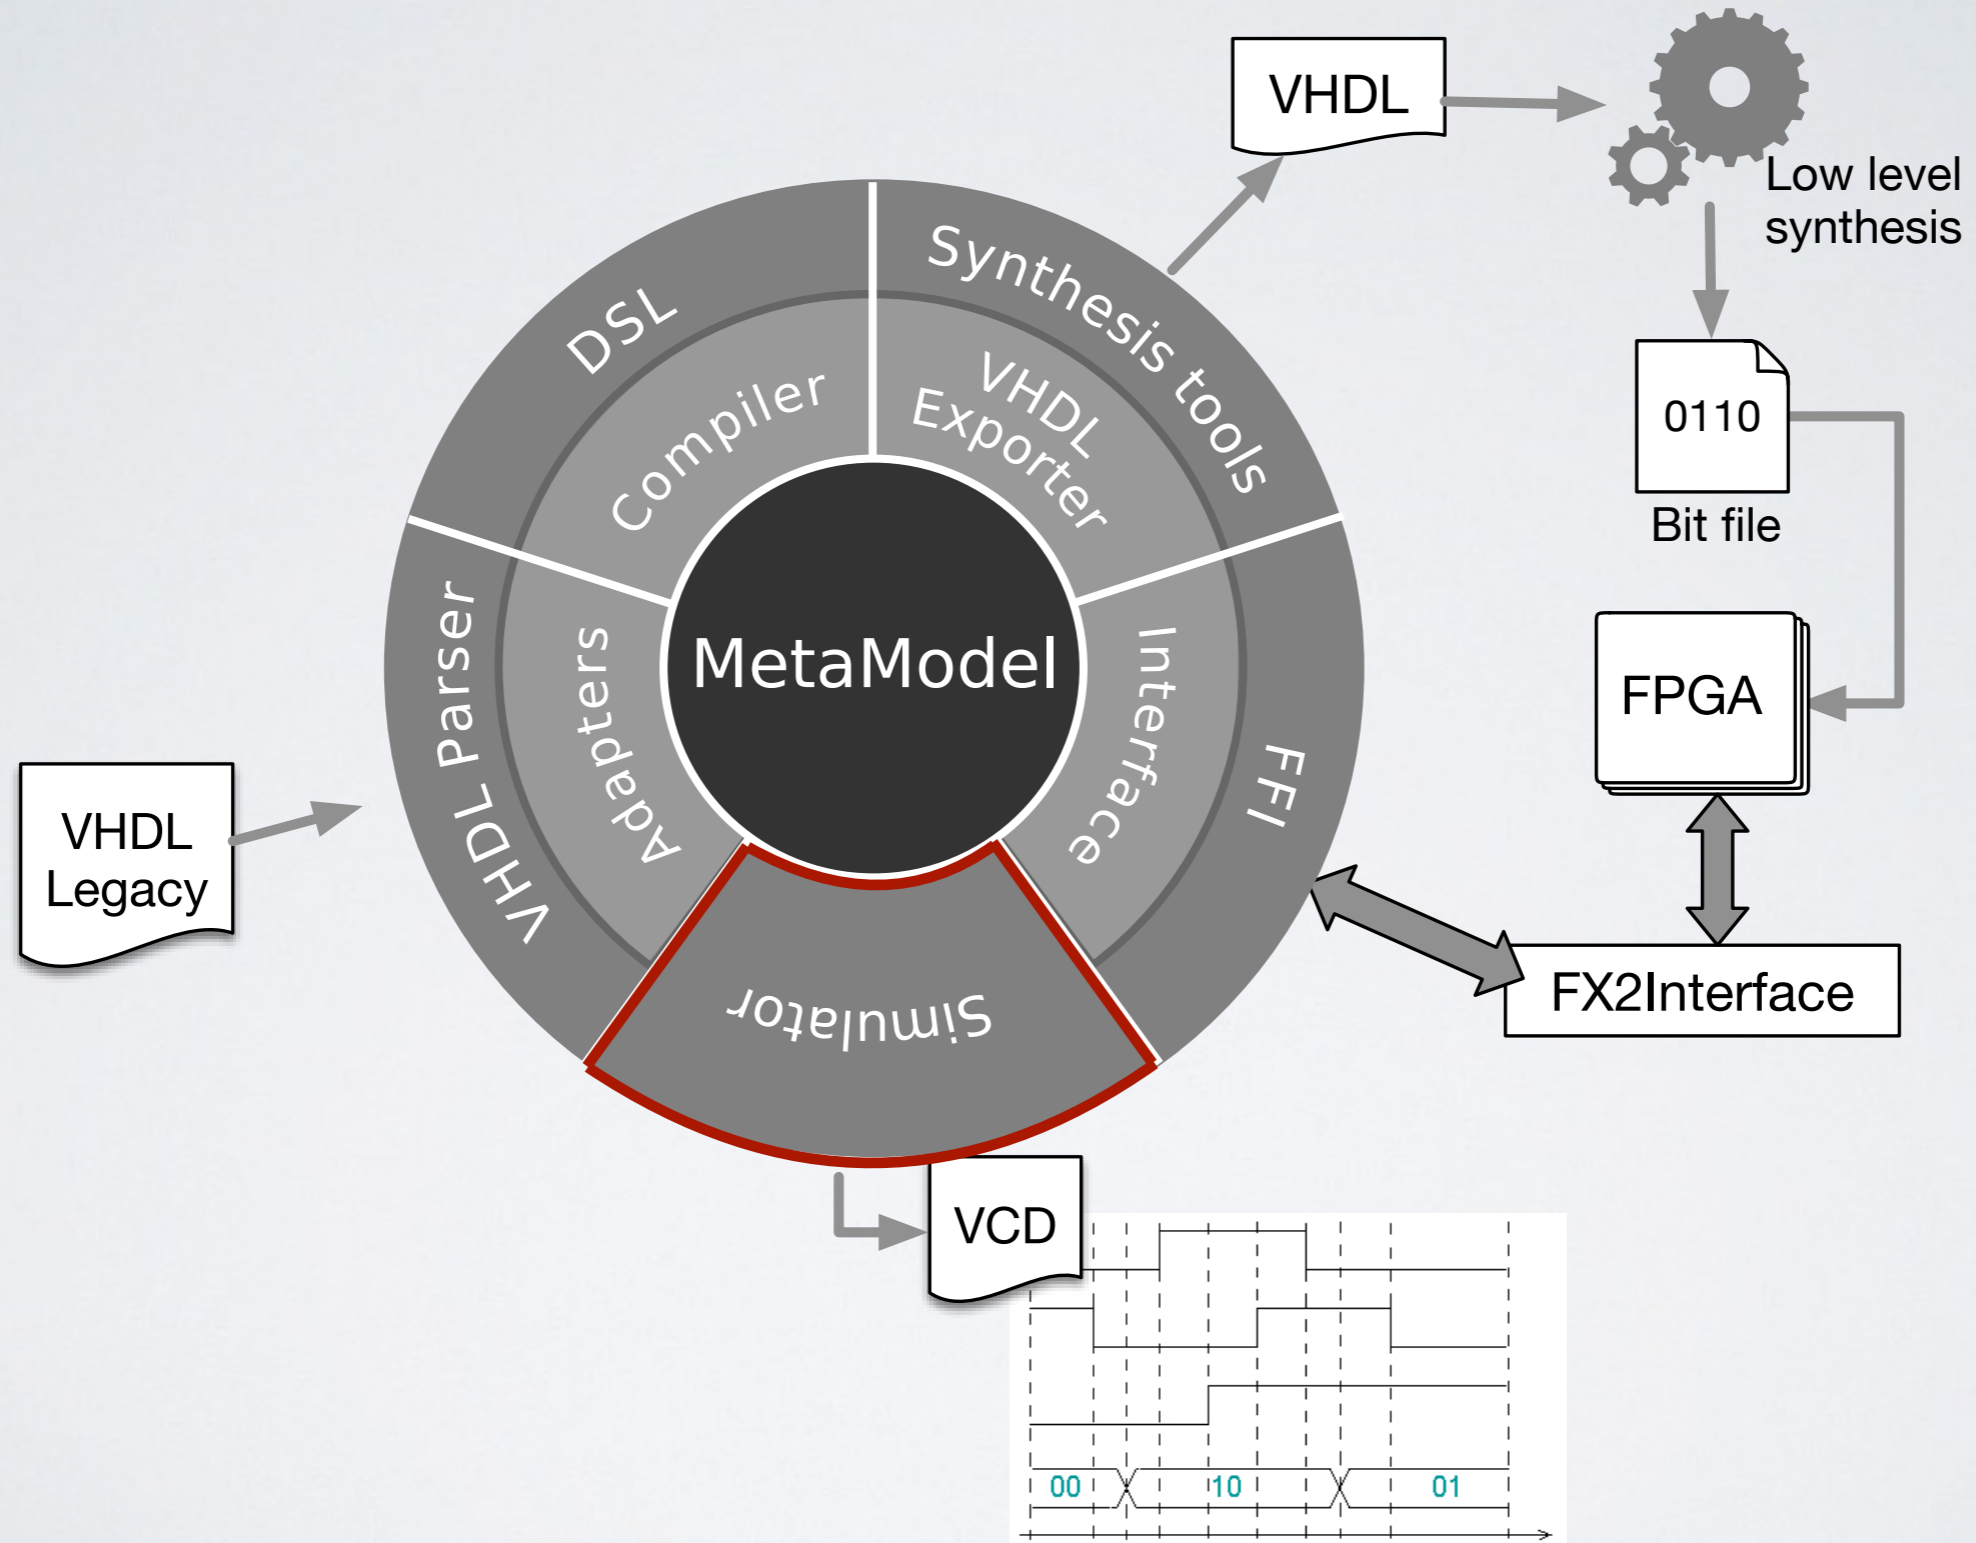 VHDL
Low level
synthesis
DSL
Synthesis tools
Compiler
VHDL
Exporter
0110
Bit file
VHDL Parser
Adapters
MetaModel
Interface
FFI
FPGA
VHDL
Legacy
FX2Interface
Simulator
VCD
00
10
01